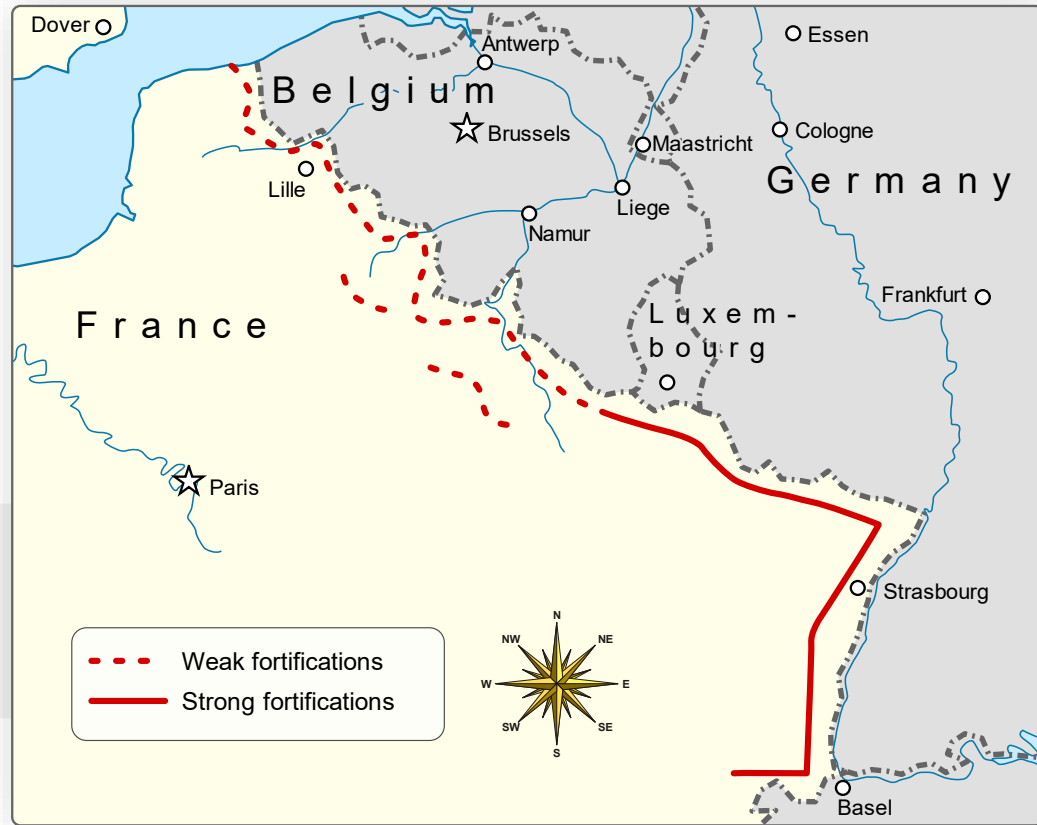 Dover
Essen
Antwerp
Belgium
Brussels
Cologne
Maastricht
Germany
Lille
Liege
Namur
Frankfurt
France
Luxem-
bourg
Paris
Strasbourg
Weak fortifications
Strong fortifications
N
NW
NE
W
E
SW
SE
S
Basel